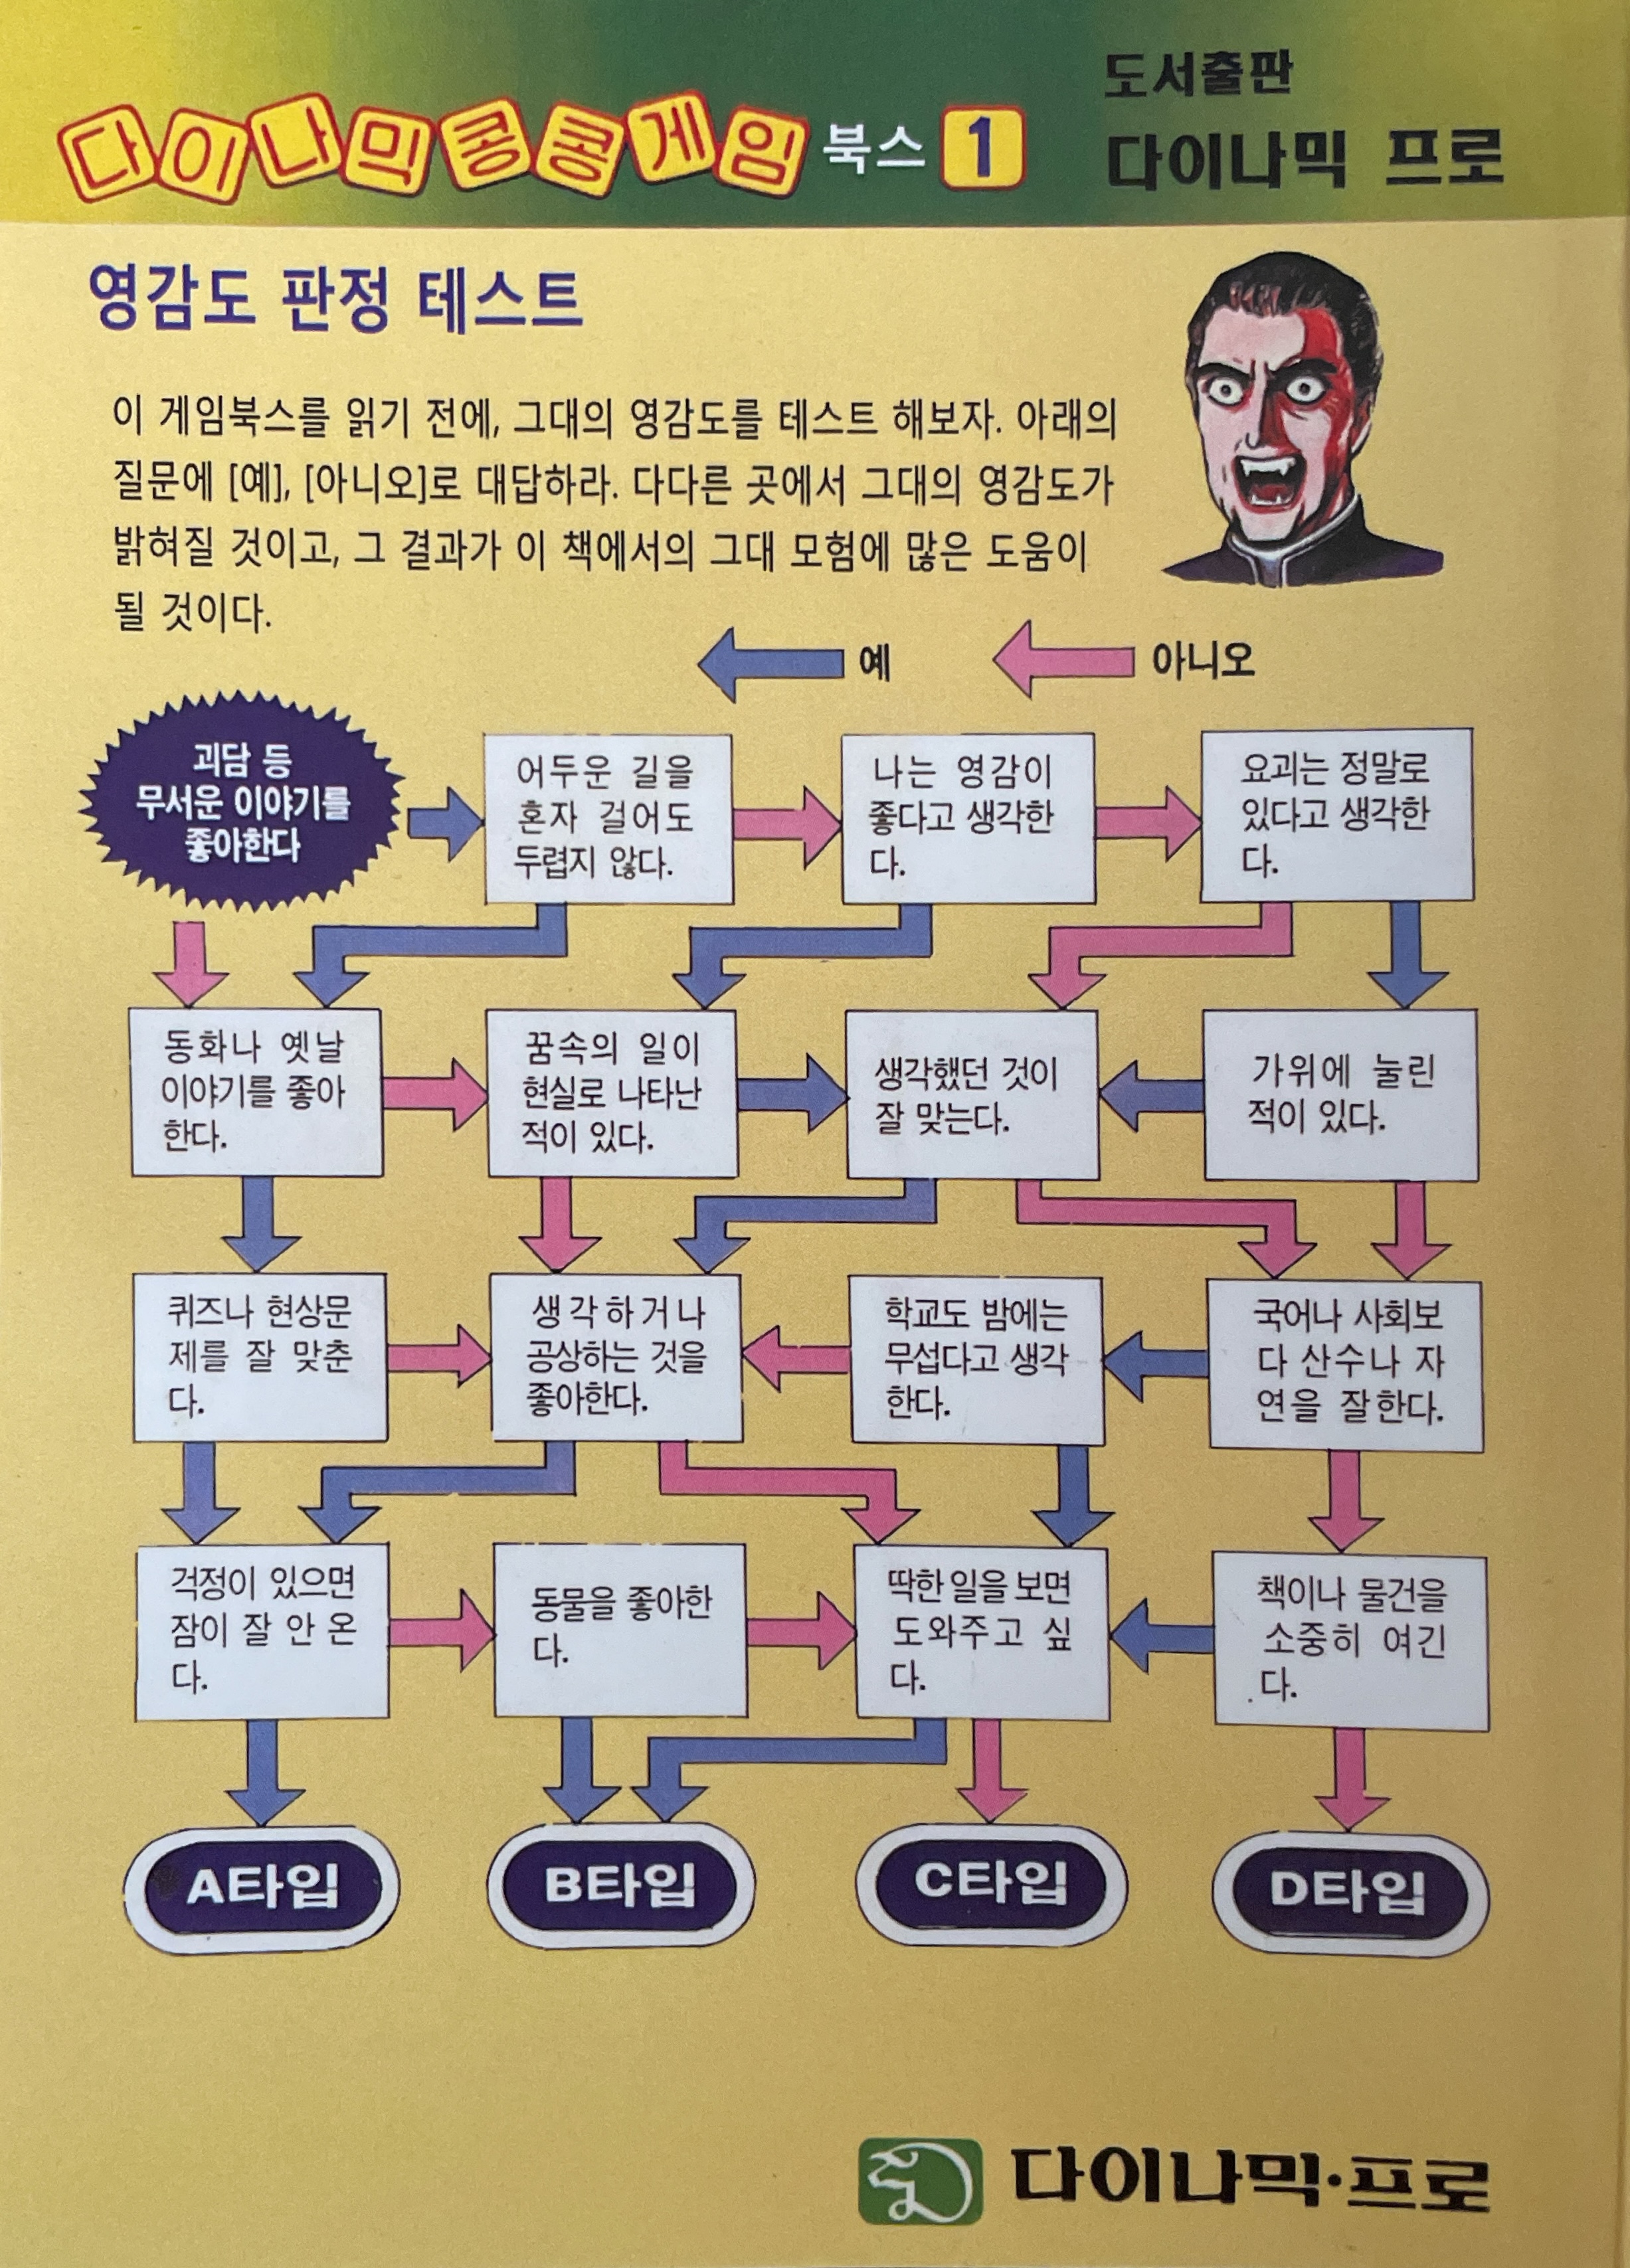 다이나믹콩콩게임 북스 1
도서출판
다이나믹 프로
영감도 판정 테스트
이 게임북스를 읽기 전에, 그대의 영감도를 테스트 해보자. 아래의
질문에 [예], [아니오]로 대답하라. 다다른 곳에서 그대의 영감도가
밝혀질 것이고, 그 결과가 이 책에서의 그대 모험에 많은 도움이
될 것이다.
예
아니오
괴담 등
무서운 이야기를
좋아한다
어두운 길을
혼자 걸어도
두렵지 않다.
나는 영감이
좋다고 생각한
다.
요괴는 정말로
있다고 생각한
다.
동화나 옛날
이야기를 좋아
한다.
꿈속의 일이
현실로 나타난
적이 있다.
생각했던 것이
잘 맞는다.
가위에 눌린
적이 있다.
퀴즈나 현상문
제를 잘 맞춘
다.
생각하거나
공상하는 것을
좋아한다.
학교도 밤에는
무섭다고 생각
한다.
국어나 사회보
다 산수나 자
연을 잘한다.
걱정이 있으면
잠이 잘 안 온
다.
동물을 좋아한
다.
딱한 일을 보면
도와주고 싶
다.
책이나 물건을
소중히 여긴
다.
A타입
B타입
C타입
D타입
다이나믹·프로